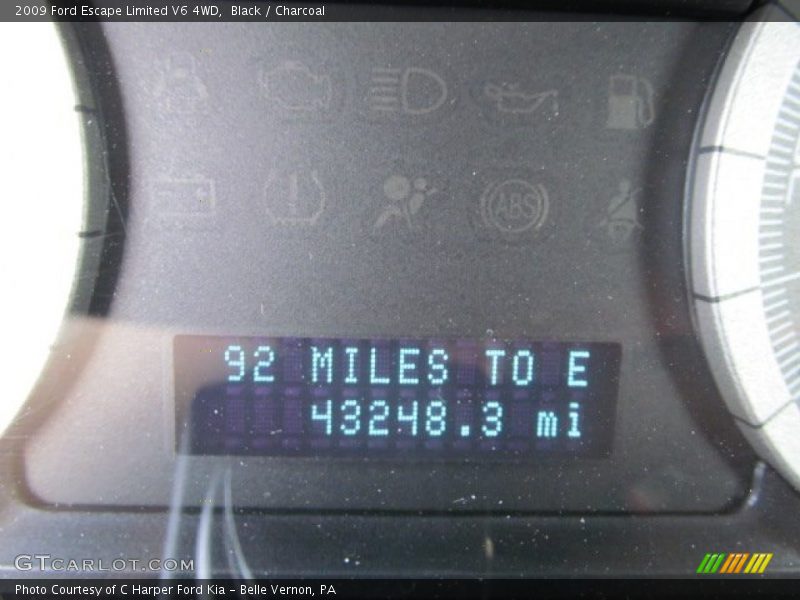 2009 Ford Escape Limited V6 4WD, Black / Charcoal
ABS
92 MILES TO E
43248.3 mi
GTCARLOT.COM
Photo Courtesy of C Harper Ford Kia - Belle Vernon, PA